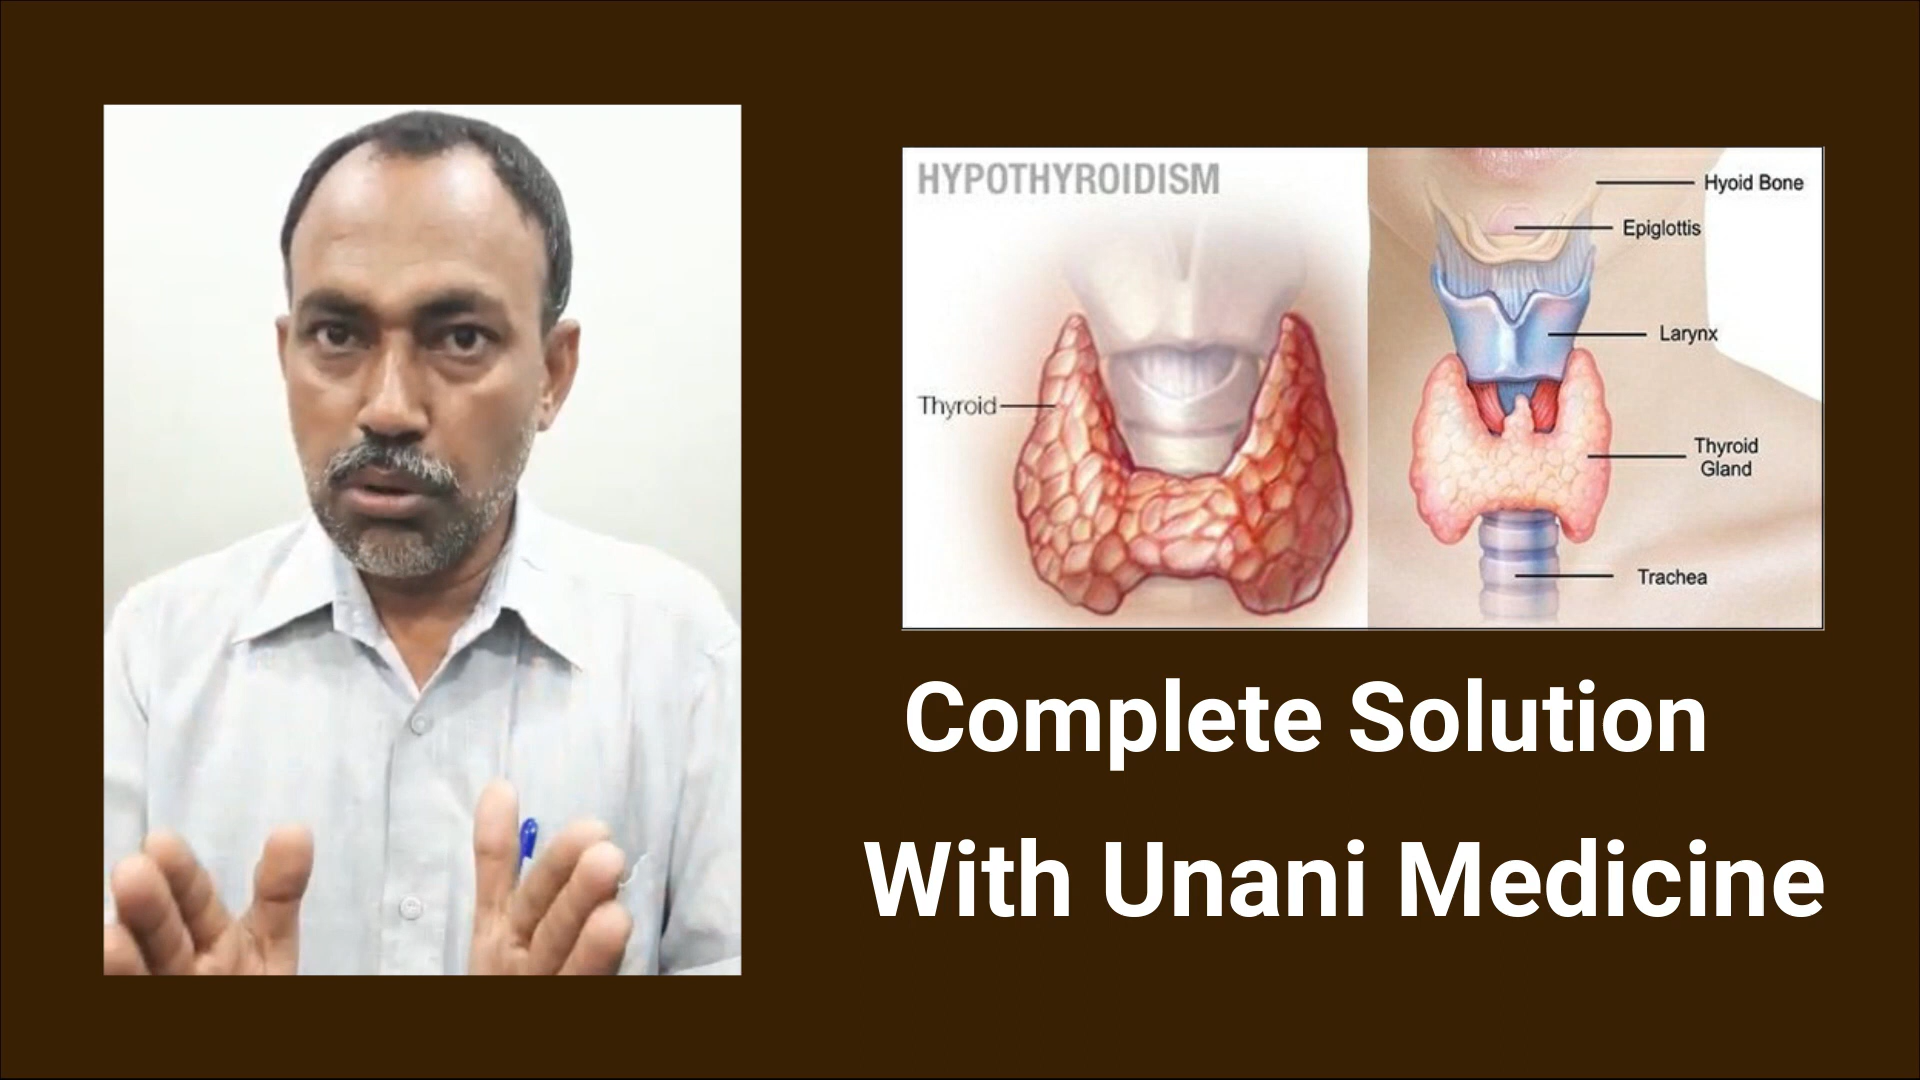 HYPOTHYROIDISM
Thyroid
Hyoid Bone
Epiglottis
Larynx
Thyroid
Gland
Trachea
Complete Solution
With Unani Medicine